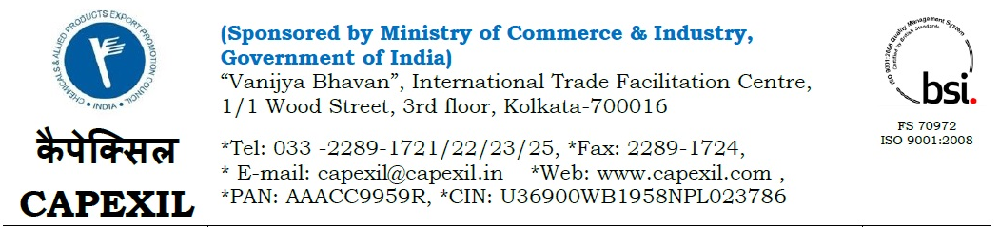 CHEMICALS & ALLIED PRODUCTS EXPORT PROMOTION COUNCIL
• INDIA •
कैपेक्सिल
CAPEXIL
(Sponsored by Ministry of Commerce & Industry,
Government of India)
“Vanijya Bhavan”, International Trade Facilitation Centre,
1/1 Wood Street, 3rd floor, Kolkata-700016
*Tel: 033 -2289-1721/22/23/25, *Fax: 2289-1724,
* E-mail: capexil@capexil.in *Web: www.capexil.com ,
*PAN: AAACC9959R, *CIN: U36900WB1958NPL023786
ISO 9001:2008 Quality Management System
Certified by British Standards
bsi.
FS 70972
ISO 9001:2008